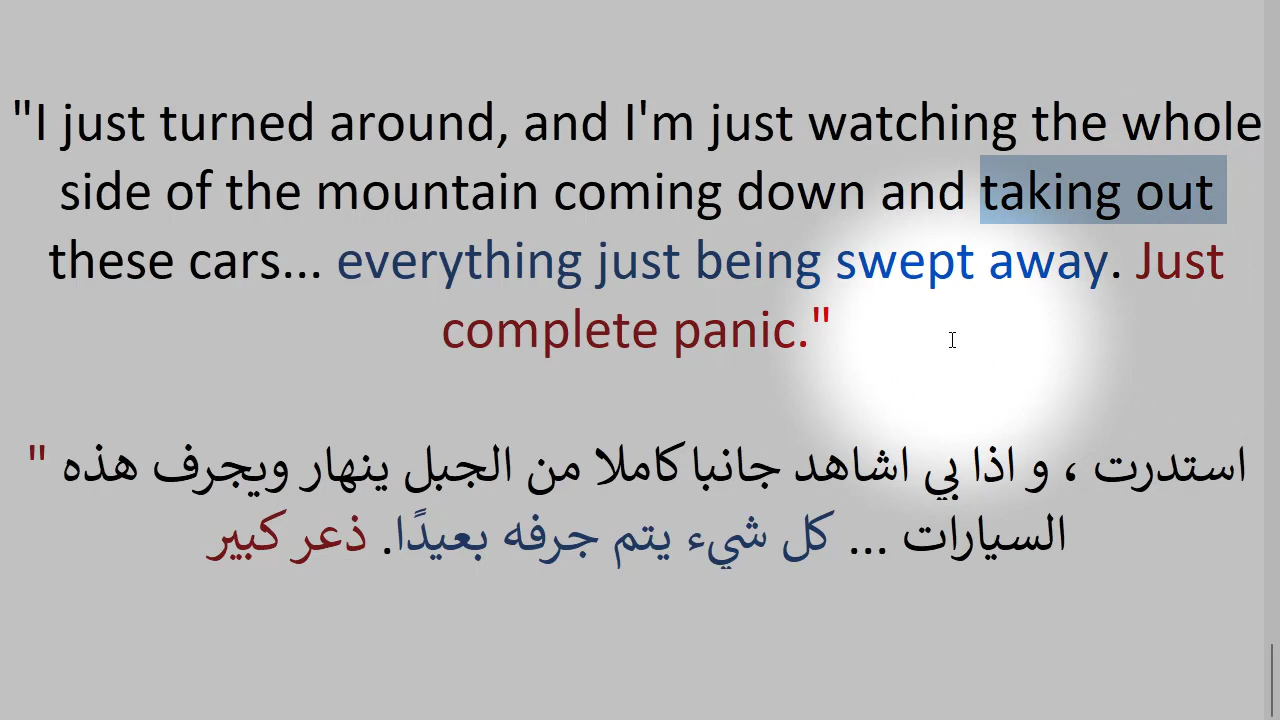 "I just turned around, and I'm just watching the whole
side of the mountain coming down and taking out
these cars... everything just being swept away. Just
complete panic."
استدرت ، و اذا بي اشاهد جانبا كاملا من الجبل ينهار ويجرف هذه "
السيارات ... كل شيء يتم جرفه بعيدًا. ذعر كبير